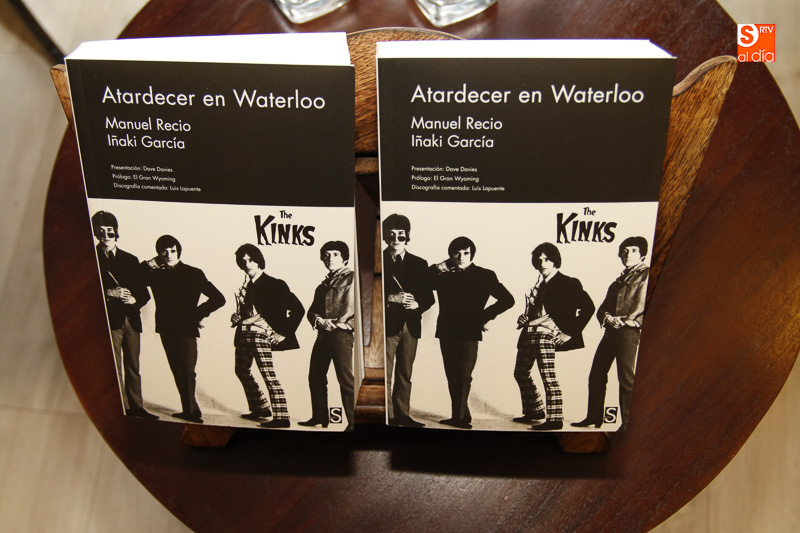 S RTV
al día
Atardecer en Waterloo
Manuel Recio
Iñaki García
Presentación: Dave Davies
Prólogo: El Gran Wyoming
Discografía comentada: Luis Lapuente
The
KINKS
S
Atardecer en Waterloo
Manuel Recio
Iñaki García
Presentación: Dave Davies
Prólogo: El Gran Wyoming
Discografía comentada: Luis Lapuente
The
KINKS
S